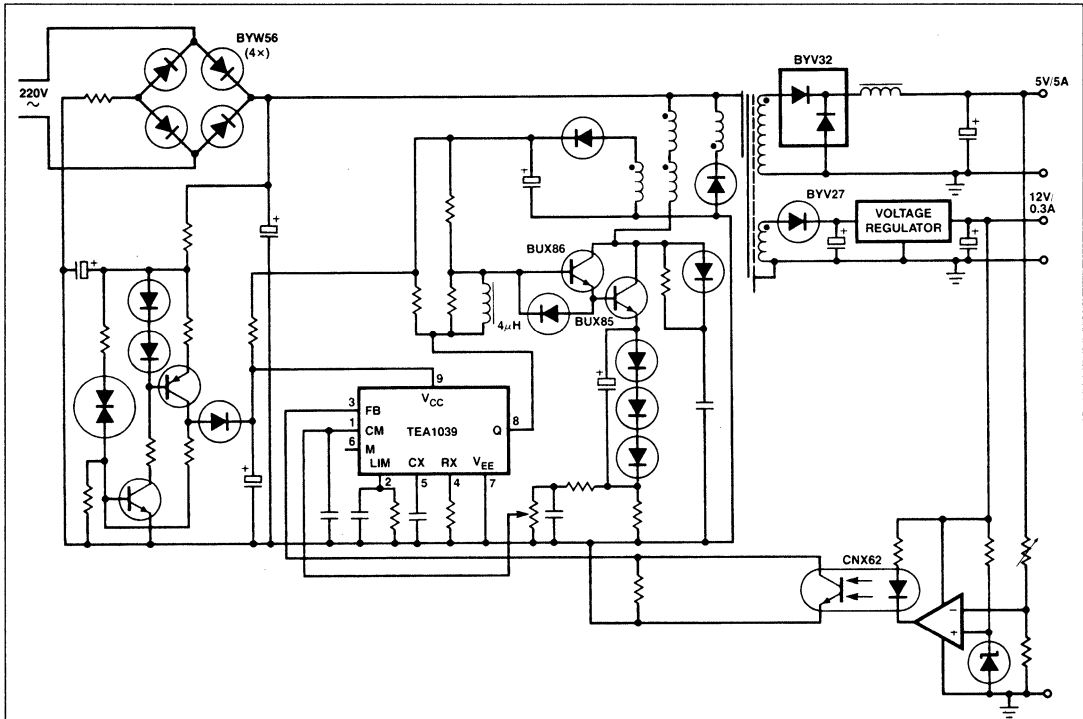 BYW56
(4×)
220V
~
BYV32
5V/5A
+
12V/
0.3A
BYV27
VOLTAGE
REGULATOR
+
+
+
+
+
BUX86
BUX85
4μH
+
+
9
VCC
3
FB
1
CM
TEA1039
Q
8
6
M
LIM
CX
RX
VEE
2
5
4
7
CNX62
−
+